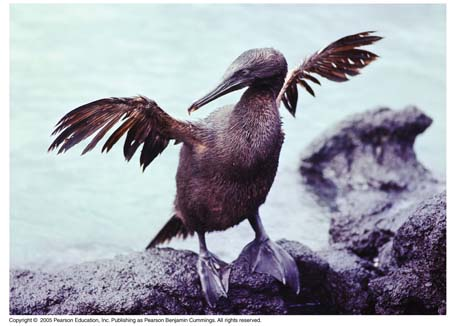 Copyright © 2005 Pearson Education, Inc. Publishing as Pearson Benjamin Cummings. All rights reserved.